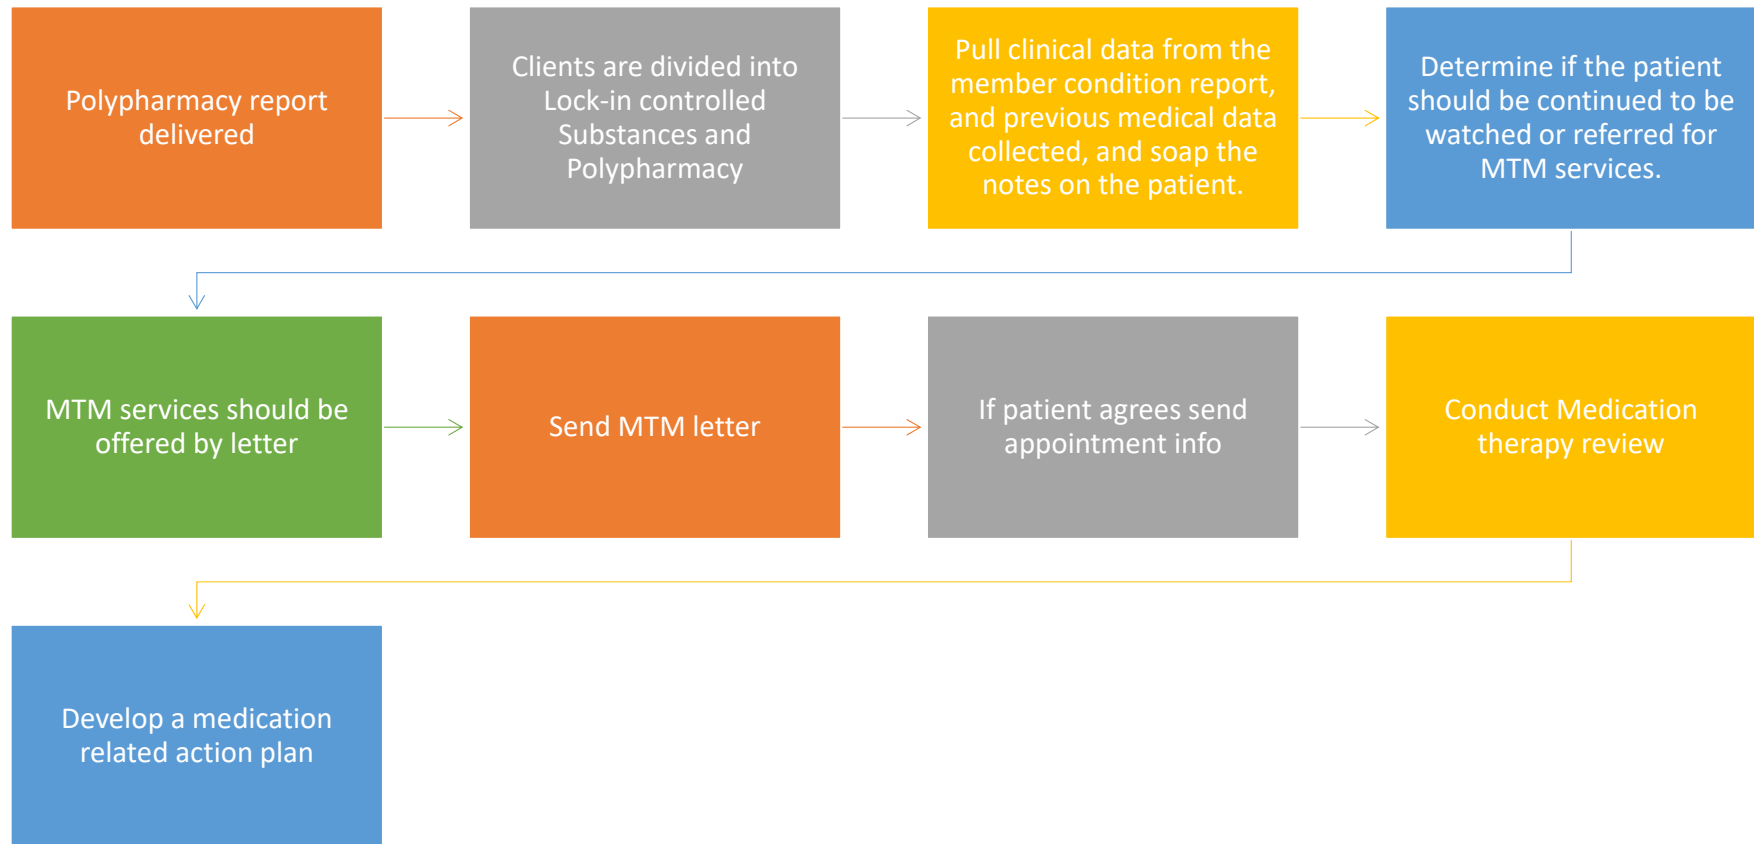 Polypharmacy report
delivered
Clients are divided into
Lock-in controlled
Substances and
Polypharmacy
Pull clinical data from the
member condition report,
and previous medical data
collected, and soap the
notes on the patient.
Determine if the patient
should be continued to be
watched or referred for
MTM services.
MTM services should be
offered by letter
Send MTM letter
If patient agrees send
appointment info
Conduct Medication
therapy review
Develop a medication
related action plan